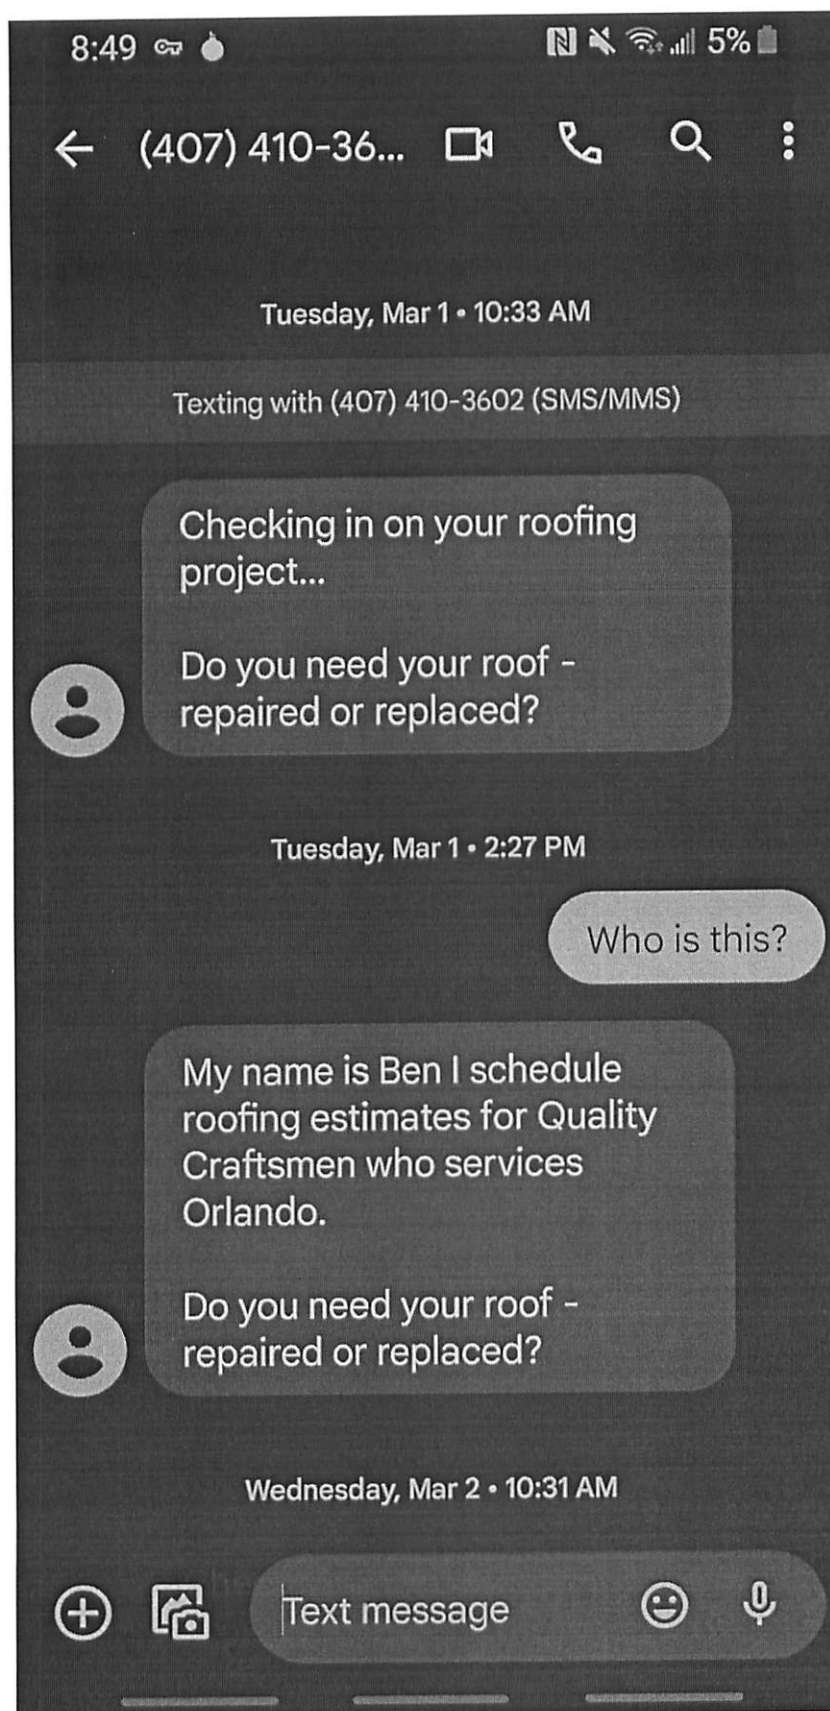 8:49 5%
(407) 410-36...
Tuesday, Mar 1 • 10:33 AM
Texting with (407) 410-3602 (SMS/MMS)
Checking in on your roofing
project...
Do you need your roof -
repaired or replaced?
Tuesday, Mar 1 • 2:27 PM
Who is this?
My name is Ben I schedule
roofing estimates for Quality
Craftsmen who services
Orlando.
Do you need your roof -
repaired or replaced?
Wednesday, Mar 2 • 10:31 AM
Text message